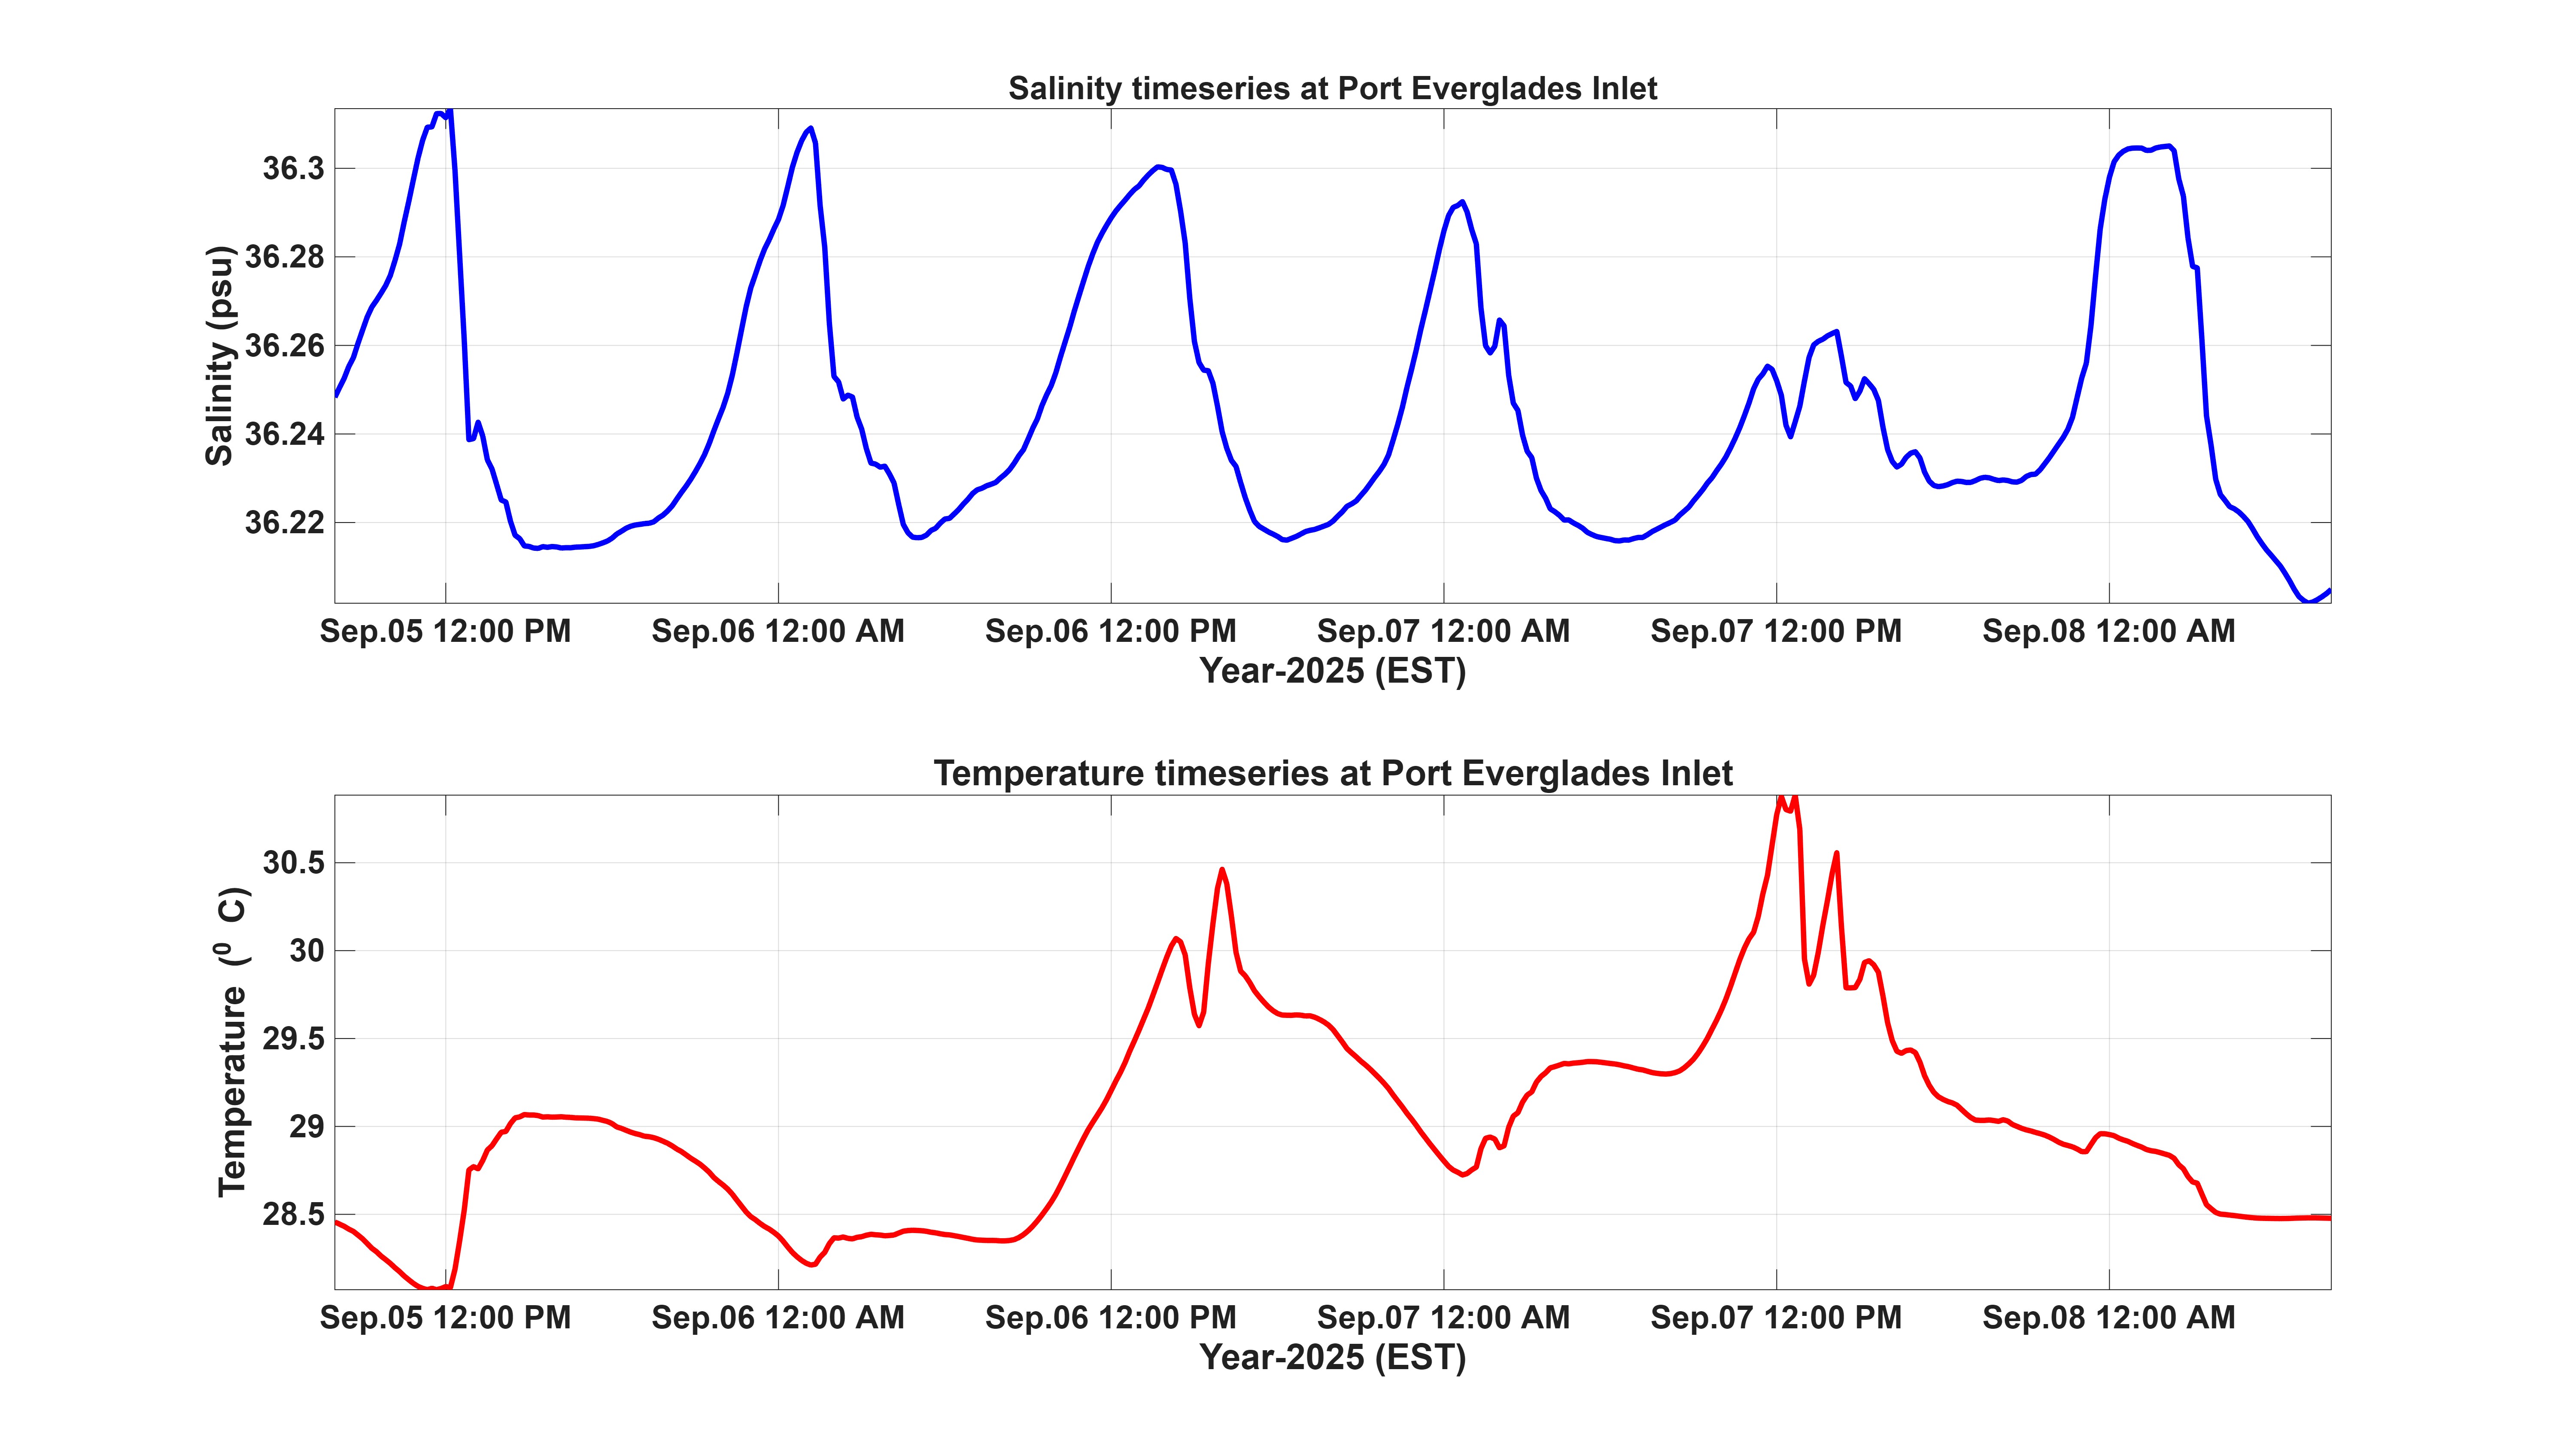 Salinity timeseries at Port Everglades Inlet
Salinity (psu)
36.3
36.28
36.26
36.24
36.22
Sep.05 12:00 PM Sep.06 12:00 AM Sep.06 12:00 PM Sep.07 12:00 AM Sep.07 12:00 PM Sep.08 12:00 AM
Year-2025 (EST)
Temperature timeseries at Port Everglades Inlet
Temperature (⁰ C)
30.5
30
29.5
29
28.5
Sep.05 12:00 PM Sep.06 12:00 AM Sep.06 12:00 PM Sep.07 12:00 AM Sep.07 12:00 PM Sep.08 12:00 AM
Year-2025 (EST)